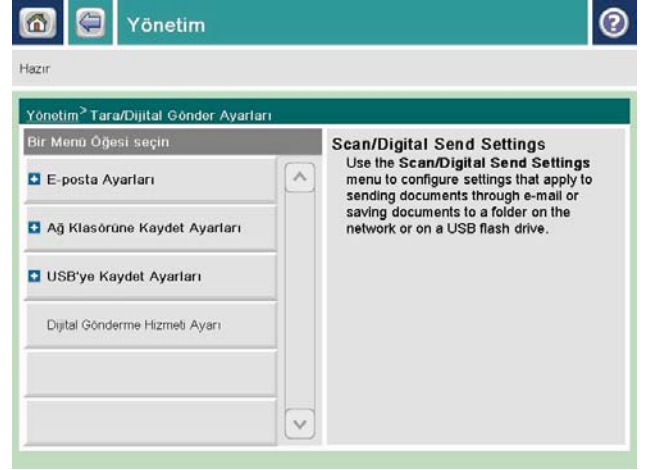 Yönetim
?
Hazır
Yönetim> Tara/Dijital Gönder Ayarları
Bir Menü Öğesi seçin
E-posta Ayarları
Ağ Klasörüne Kaydet Ayarları
USB'ye Kaydet Ayarları
Dijital Gönderme Hizmeti Ayarı
Scan/Digital Send Settings
Use the Scan/Digital Send Settings
menu to configure settings that apply to
sending documents through e-mail or
saving documents to a folder on the
network or on a USB flash drive.